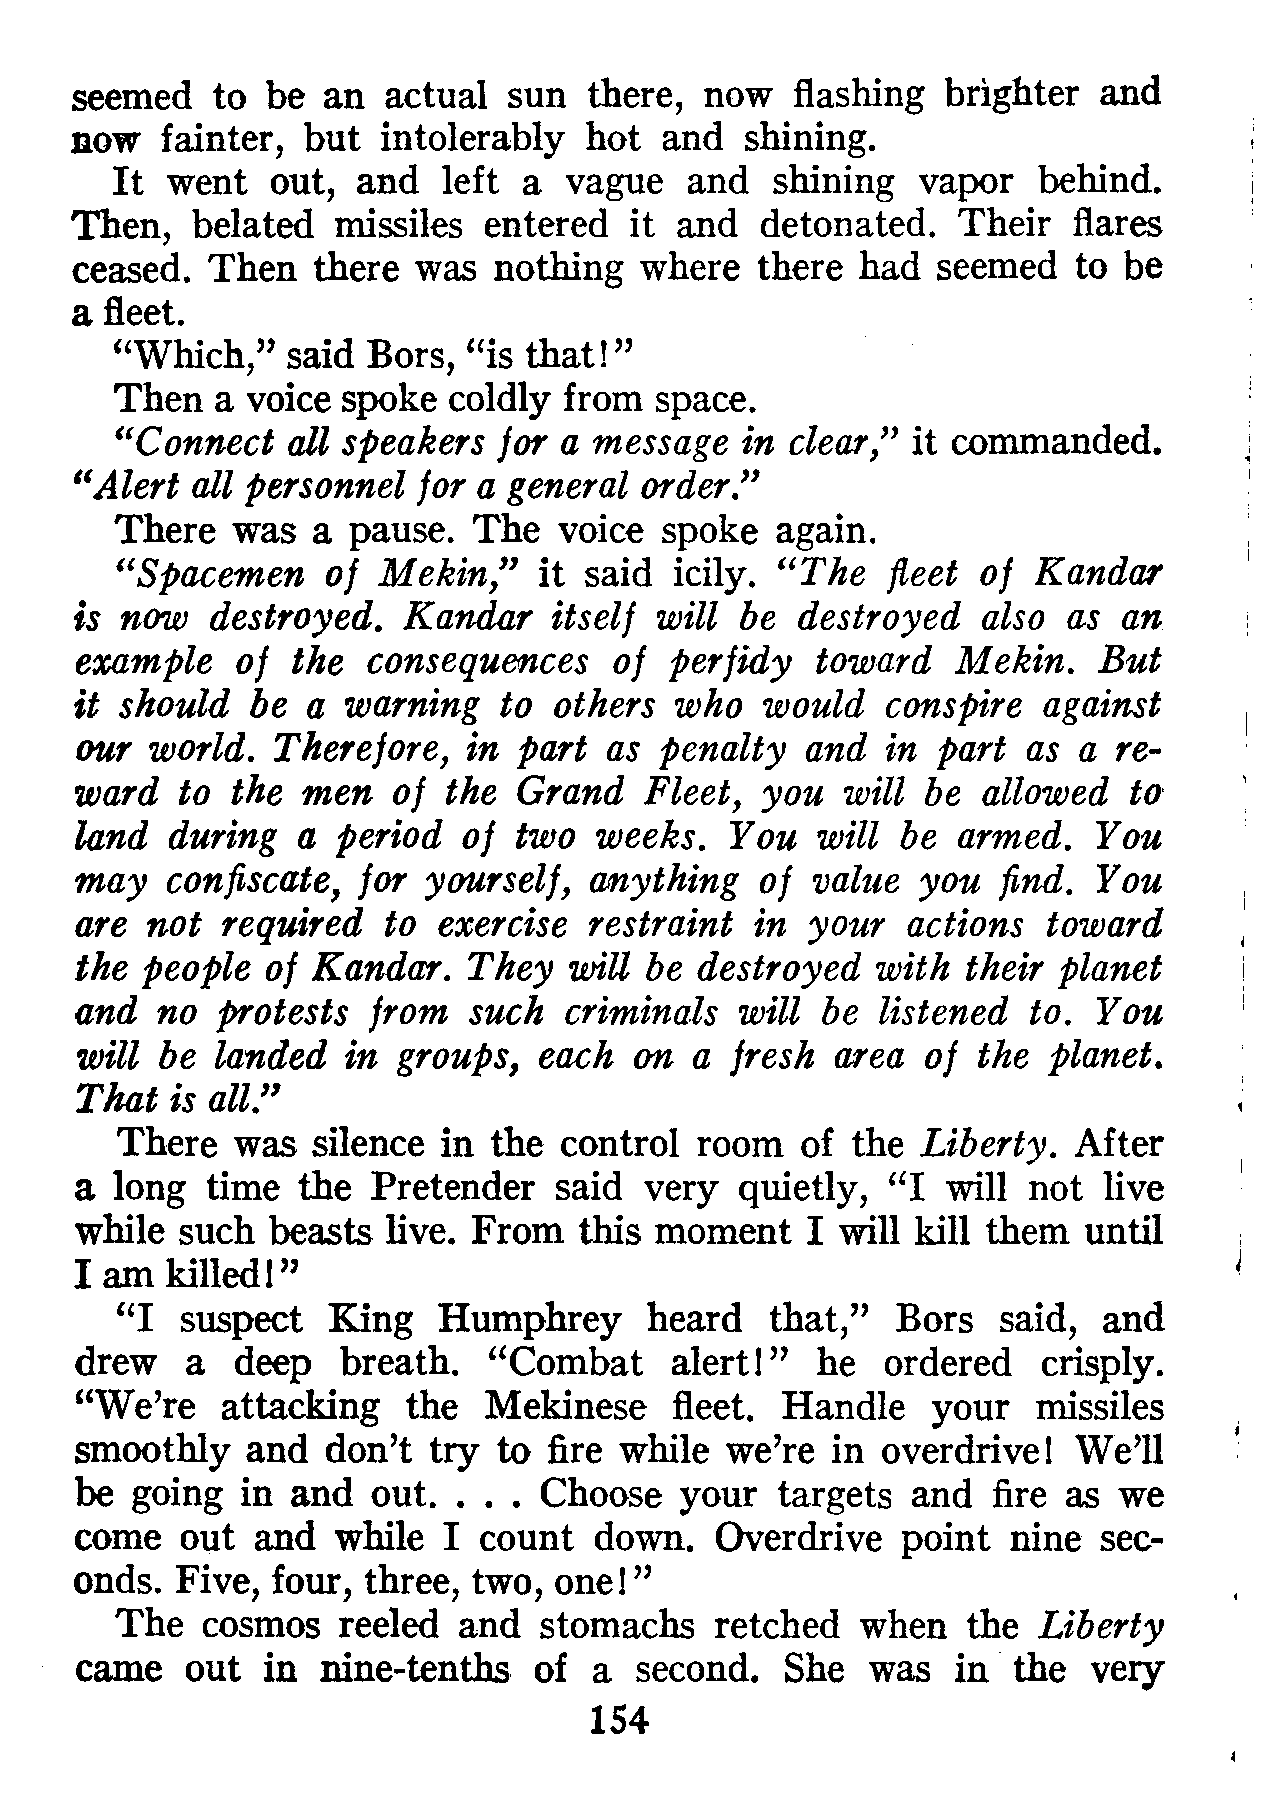 seemed to be an actual sun there, now flashing brighter and
now fainter, but intolerably hot and shining.
It went out, and left a vague and shining vapor behind.
Then, belated missiles entered it and detonated. Their flares
ceased. Then there was nothing where there had seemed to be
a fleet.
“Which,” said Bors, “is that!”
Then a voice spoke coldly from space.
“Connect all speakers for a message in clear,” it commanded.
“Alert all personnel for a general order.”
There was a pause. The voice spoke again.
“Spacemen of Mekin,” it said icily. “The fleet of Kandar
is now destroyed. Kandar itself will be destroyed also as an
example of the consequences of perfidy toward Mekin. But
it should be a warning to others who would conspire against
our world. Therefore, in part as penalty and in part as a re-
ward to the men of the Grand Fleet, you will be allowed to
land during a period of two weeks. You will be armed. You
may confiscate, for yourself, anything of value you find. You
are not required to exercise restraint in your actions toward
the people of Kandar. They will be destroyed with their planet
and no protests from such criminals will be listened to. You
will be landed in groups, each on a fresh area of the planet.
That is all.”
There was silence in the control room of the Liberty. After
a long time the Pretender said very quietly, “I will not live
while such beasts live. From this moment I will kill them until
I am killed!”
“I suspect King Humphrey heard that,” Bors said, and
drew a deep breath. “Combat alert!” he ordered crisply.
“We’re attacking the Mekinese fleet. Handle your missiles
smoothly and don’t try to fire while we’re in overdrive! We’ll
be going in and out. . . . Choose your targets and fire as we
come out and while I count down. Overdrive point nine sec-
onds. Five, four, three, two, one!”
The cosmos reeled and stomachs retched when the Liberty
came out in nine-tenths of a second. She was in the very
154